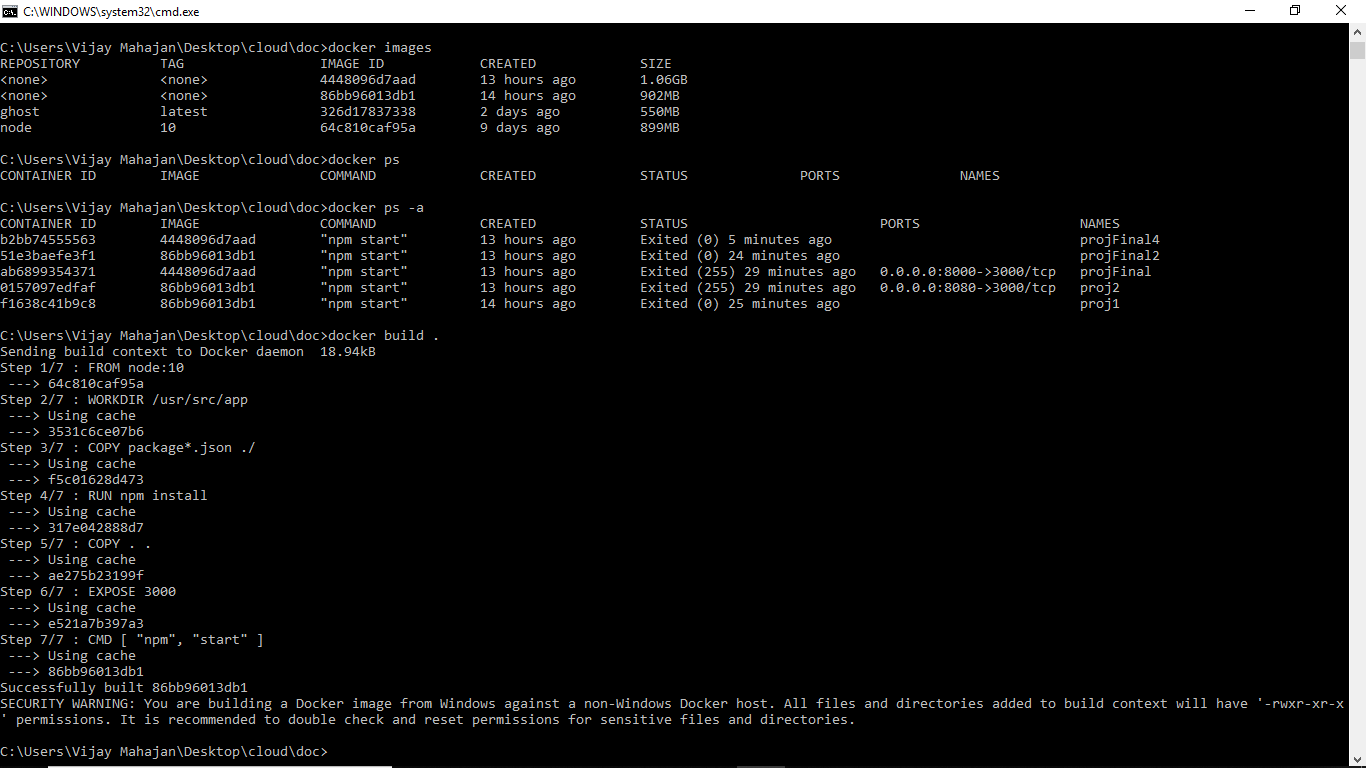 C:\WINDOWS\system32\cmd.exe
C:\Users\Vijay Mahajan\Desktop\cloud\doc>docker images
REPOSITORY          TAG                 IMAGE ID            CREATED             SIZE
<none>              <none>              4448096d7aad        13 hours ago        1.06GB
<none>              <none>              86bb96013db1        14 hours ago        902MB
ghost               latest              326d17837338        2 days ago          550MB
node                10                  64c810caf95a        9 days ago          899MB
C:\Users\Vijay Mahajan\Desktop\cloud\doc>docker ps
CONTAINER ID        IMAGE               COMMAND             CREATED             STATUS              PORTS               NAMES
C:\Users\Vijay Mahajan\Desktop\cloud\doc>docker ps -a
CONTAINER ID        IMAGE               COMMAND             CREATED             STATUS                        PORTS                    NAMES
b2bb74555563        4448096d7aad        "npm start"         13 hours ago        Exited (0) 5 minutes ago                               projFinal4
51e3baefe3f1        86bb96013db1        "npm start"         13 hours ago        Exited (0) 24 minutes ago                              projFinal2
ab6899354371        4448096d7aad        "npm start"         13 hours ago        Exited (255) 29 minutes ago   0.0.0.0:8000->3000/tcp   projFinal
0157097edfaf        86bb96013db1        "npm start"         13 hours ago        Exited (255) 29 minutes ago   0.0.0.0:8080->3000/tcp   proj2
f1638c41b9c8        86bb96013db1        "npm start"         14 hours ago        Exited (0) 25 minutes ago                              proj1
C:\Users\Vijay Mahajan\Desktop\cloud\doc>docker build .
Sending build context to Docker daemon  18.94kB
Step 1/7 : FROM node:10
 ---> 64c810caf95a
Step 2/7 : WORKDIR /usr/src/app
 ---> Using cache
 ---> 3531c6ce07b6
Step 3/7 : COPY package*.json ./
 ---> Using cache
 ---> f5c01628d473
Step 4/7 : RUN npm install
 ---> Using cache
 ---> 317e042888d7
Step 5/7 : COPY . .
 ---> Using cache
 ---> ae275b23199f
Step 6/7 : EXPOSE 3000
 ---> Using cache
 ---> e521a7b397a3
Step 7/7 : CMD [ "npm", "start" ]
 ---> Using cache
 ---> 86bb96013db1
Successfully built 86bb96013db1
SECURITY WARNING: You are building a Docker image from Windows against a non-Windows Docker host. All files and directories added to build context will have '-rwxr-xr-x
' permissions. It is recommended to double check and reset permissions for sensitive files and directories.
C:\Users\Vijay Mahajan\Desktop\cloud\doc>